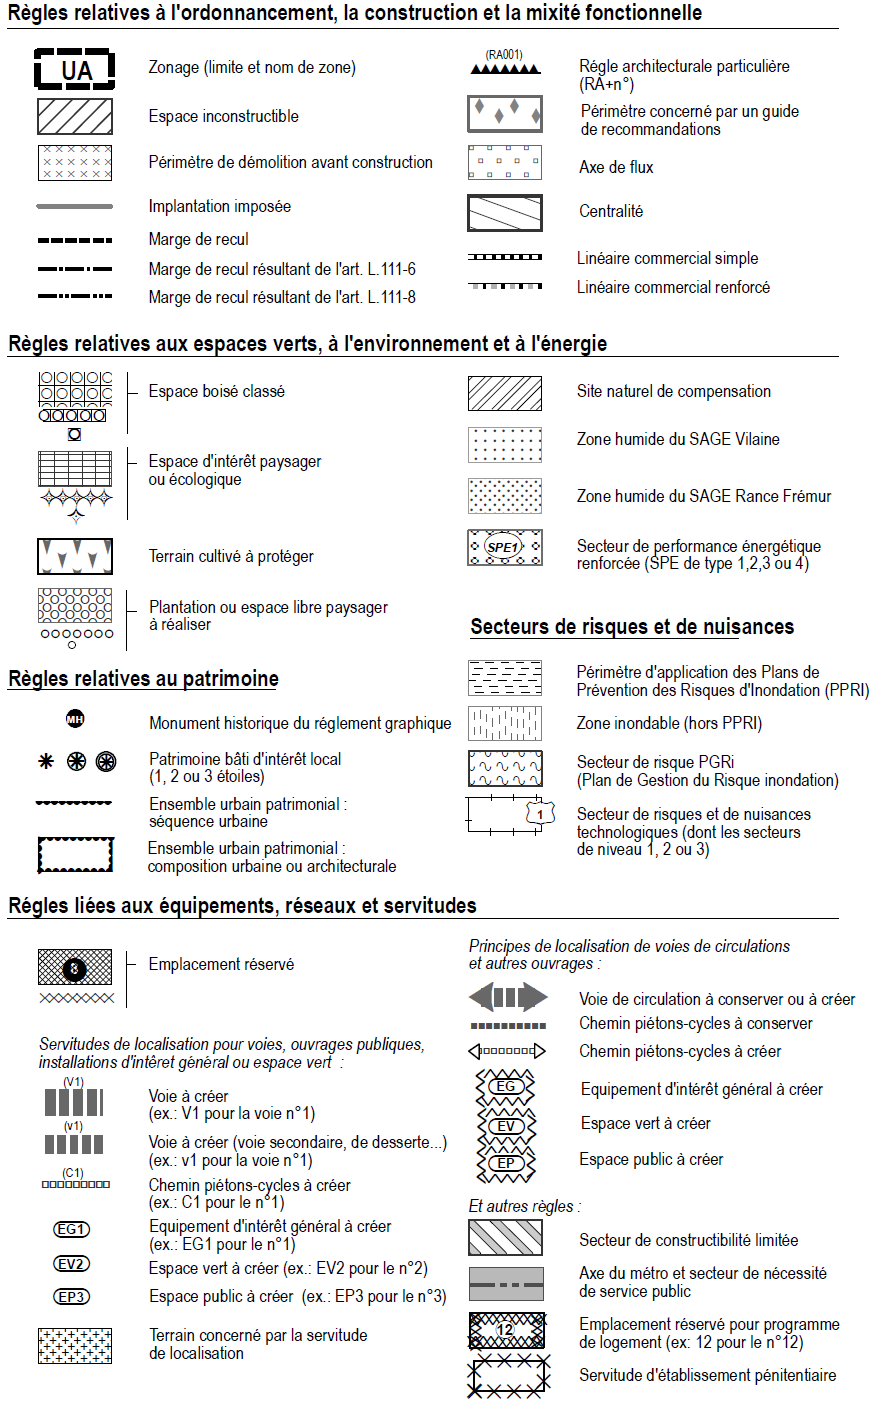 Règles relatives à l'ordonnancement, la construction et la mixité fonctionnelle
UA
Zonage (limite et nom de zone)
Espace inconstructible
Périmètre de démolition avant construction
Implantation imposée
Marge de recul
Marge de recul résultant de l'art. L.111-6
Marge de recul résultant de l'art. L.111-8
(RA001)
Régle architecturale particulière
(RA+n°)
Périmètre concerné par un guide
de recommandations
Axe de flux
Centralité
Linéaire commercial simple
Linéaire commercial renforcé
Règles relatives aux espaces verts, à l'environnement et à l'énergie
Espace boisé classé
Espace d'intérêt paysager
ou écologique
Terrain cultivé à protéger
Plantation ou espace libre paysager
à réaliser
Site naturel de compensation
Zone humide du SAGE Vilaine
Zone humide du SAGE Rance Frémur
SPE1
Secteur de performance énergétique
renforcée (SPE de type 1,2,3 ou 4)
Règles relatives au patrimoine
MH
Monument historique du réglement graphique
Patrimoine bâti d'intérêt local
(1, 2 ou 3 étoiles)
Ensemble urbain patrimonial :
séquence urbaine
Ensemble urbain patrimonial :
composition urbaine ou architecturale
Secteurs de risques et de nuisances
Périmètre d'application des Plans de
Prévention des Risques d'Inondation (PPRI)
Zone inondable (hors PPRI)
Secteur de risque PGRi
(Plan de Gestion du Risque inondation)
1
Secteur de risques et de nuisances
technologiques (dont les secteurs
de niveau 1, 2 ou 3)
Régles liées aux équipements, réseaux et servitudes
8
Emplacement réservé
Servitudes de localisation pour voies, ouvrages publiques,
installations d'intêret général ou espace vert :
(V1)
Voie à créer
(ex.: V1 pour la voie n°1)
(v1)
Voie à créer (voie secondaire, de desserte...)
(ex.: v1 pour la voie n°1)
(C1)
Chemin piétons-cycles à créer
(ex.: C1 pour le n°1)
EG1
Equipement d'intérêt général à créer
(ex.: EG1 pour le n°1)
EV2
Espace vert à créer (ex.: EV2 pour le n°2)
EP3
Espace public à créer (ex.: EP3 pour le n°3)
Terrain concerné par la servitude
de localisation
Principes de localisation de voies de circulations
et autres ouvrages :
Voie de circulation à conserver ou à créer
Chemin piétons-cycles à conserver
Chemin piétons-cycles à créer
EG
Equipement d'intérêt général à créer
EV
Espace vert à créer
EP
Espace public à créer
Et autres règles :
Secteur de constructibilité limitée
Axe du métro et secteur de nécessité
de service public
12
Emplacement réservé pour programme
de logement (ex: 12 pour le n°12)
Servitude d'établissement pénitentiaire